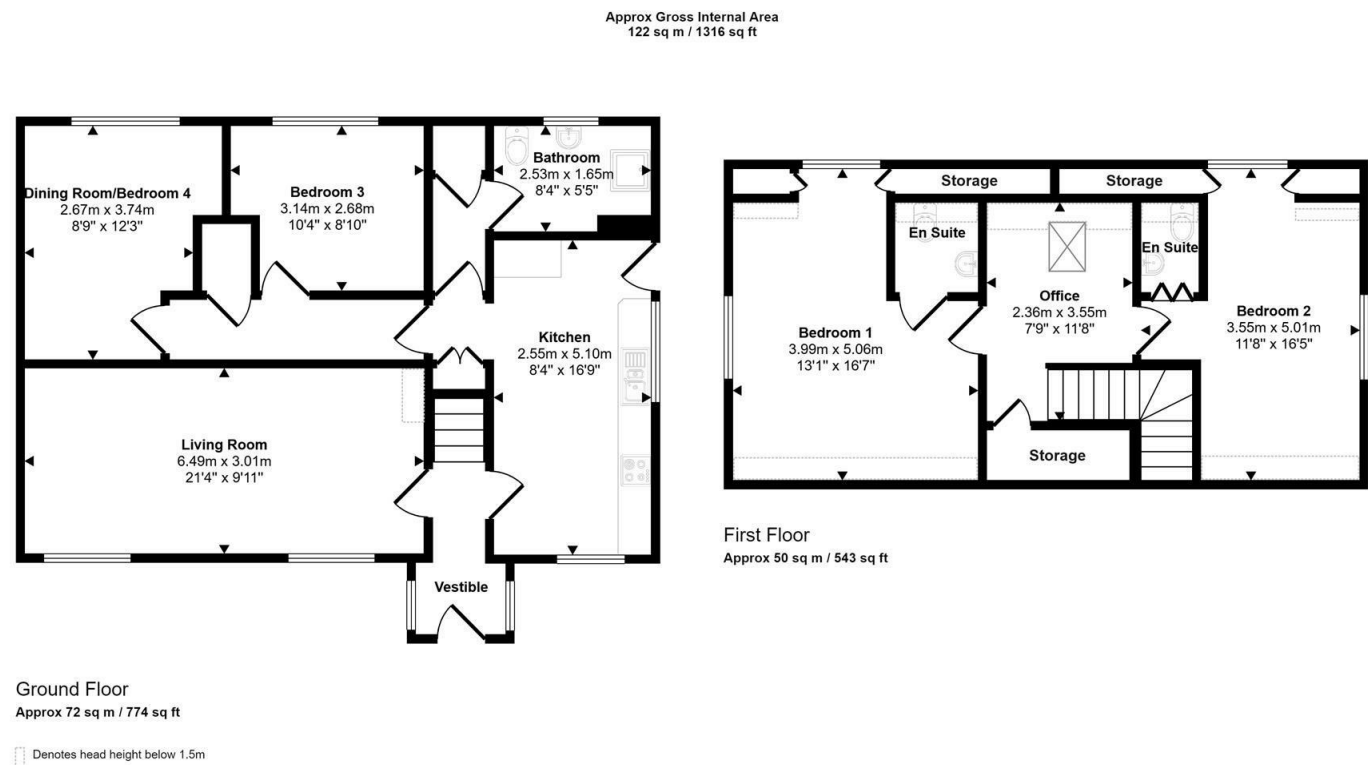 Approx Gross Internal Area
122 sq m / 1316 sq ft
Dining Room/Bedroom 4
2.67m x 3.74m
8'9" x 12'3"
Bedroom 3
3.14m x 2.68m
10'4" x 8'10"
Bathroom
2.53m x 1.65m
8'4" x 5'5"
Kitchen
2.55m x 5.10m
8'4" x 16'9"
Living Room
6.49m x 3.01m
21'4" x 9'11"
Vestible
Ground Floor
Approx 72 sq m / 774 sq ft
Denotes head height below 1.5m
Storage
Storage
En Suite
En Suite
Office
2.36m x 3.55m
7'9" x 11'8"
Bedroom 1
3.99m x 5.06m
13'1" x 16'7"
Bedroom 2
3.55m x 5.01m
11'8" x 16'5"
Storage
First Floor
Approx 50 sq m / 543 sq ft